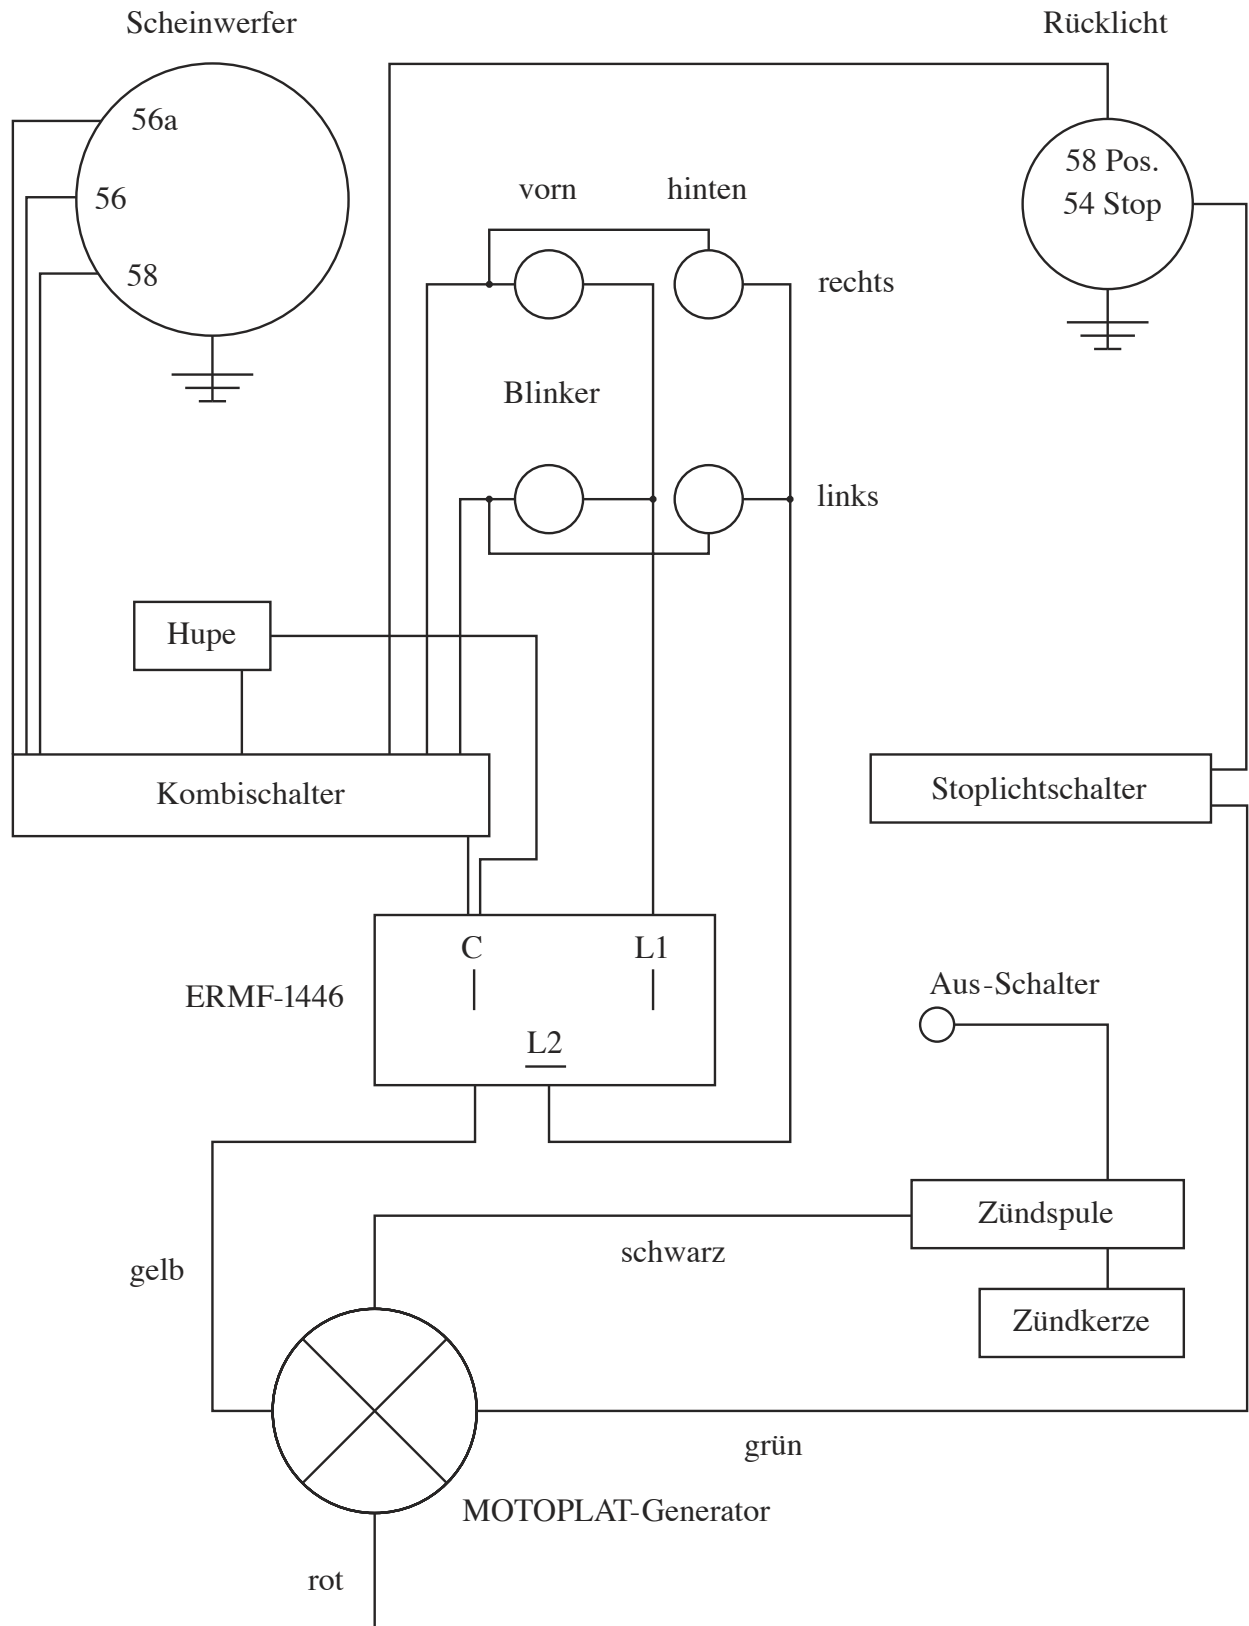 Scheinwerfer
Rücklicht
56a
56
58
58 Pos.
54 Stop
vorn
hinten
rechts
Blinker
links
Hupe
Kombischalter
Stoplichtschalter
C
L1
ERMF-1446
L2
Aus-Schalter
Zündspule
schwarz
gelb
Zündkerze
grün
MOTOPLAT-Generator
rot